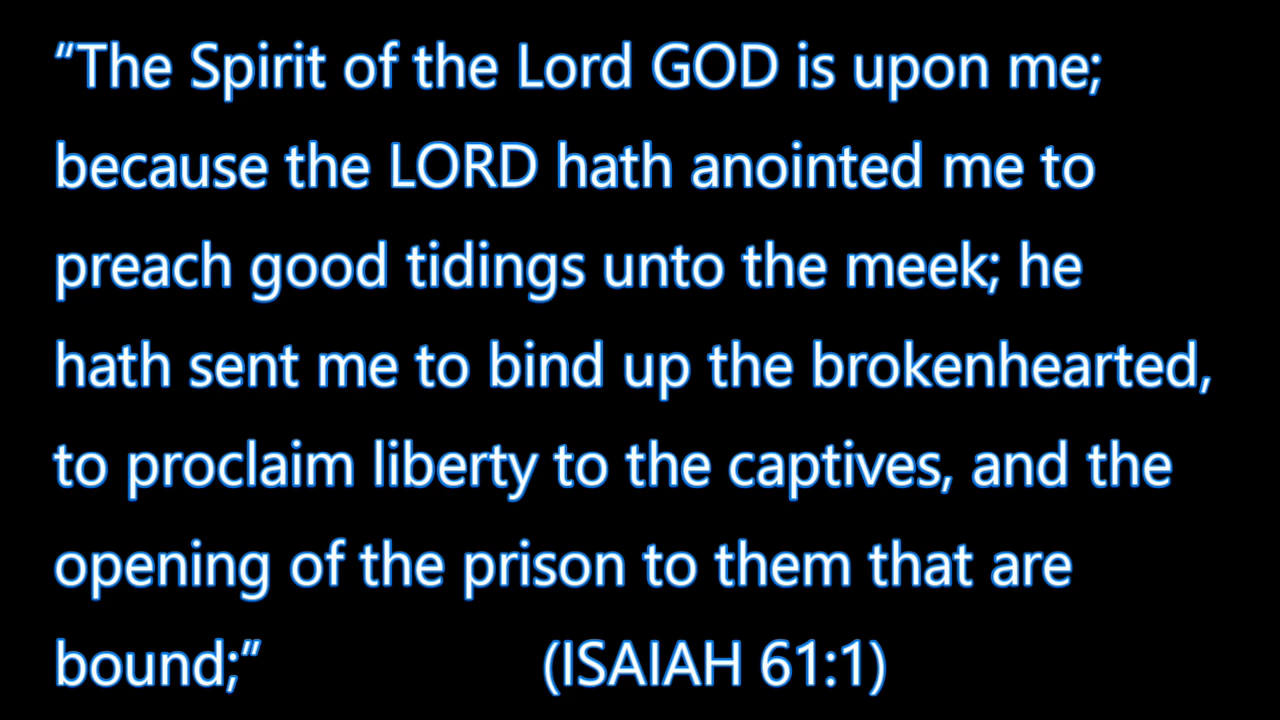 “The Spirit of the Lord GOD is upon me;
because the LORD hath anointed me to
preach good tidings unto the meek; he
hath sent me to bind up the brokenhearted,
to proclaim liberty to the captives, and the
opening of the prison to them that are
bound;” (ISAIAH 61:1)